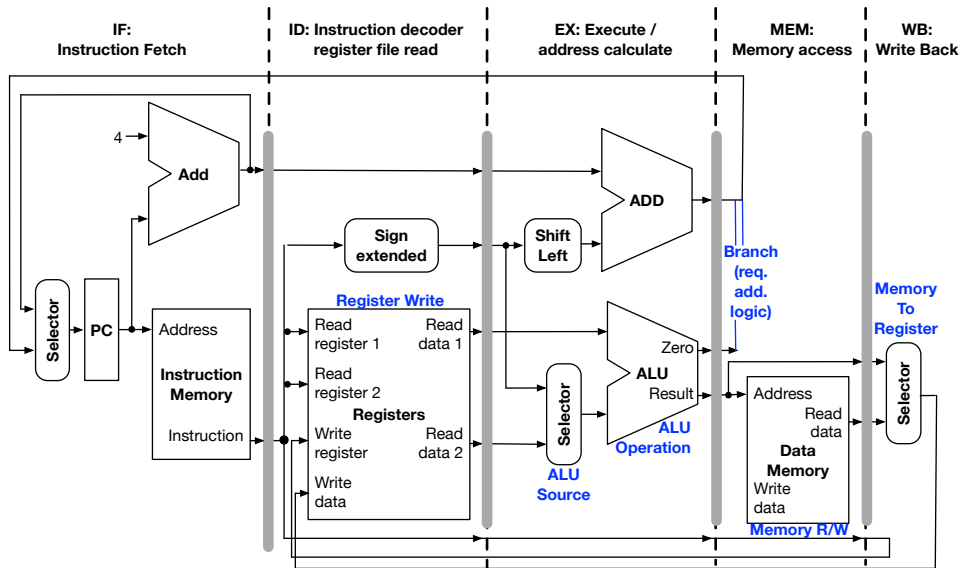 IF:
Instruction Fetch
ID: Instruction decoder
register file read
EX: Execute /
address calculate
MEM:
Memory access
WB:
Write Back
4
Add
ADD
Sign
extended
Shift
Left
Branch
(req.
add.
logic)
Memory
To
Register
Selector
PC
Address
Instruction
Memory
Instruction
Register Write
Read
register 1
Read
data 1
Read
register 2
Registers
Write
register
Read
data 2
Write
data
Selector
ALU
Source
Zero
ALU
Result
ALU
Operation
Address
Read
data
Data
Memory
Write
data
Memory R/W
Selector